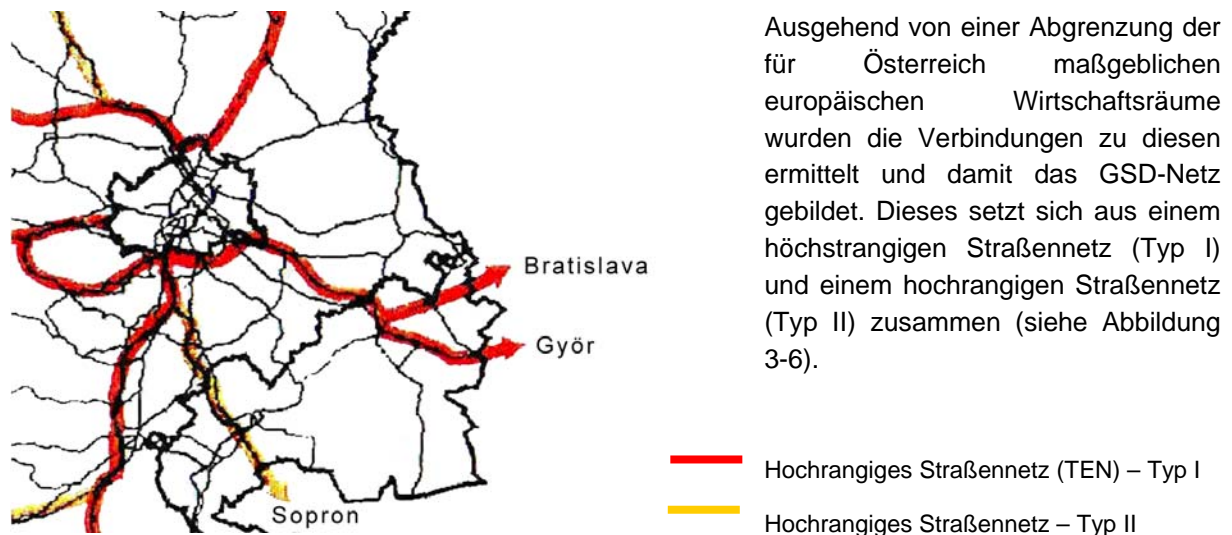 Ausgehend von einer Abgrenzung der
für Österreich maßgeblichen
europäischen Wirtschaftsräume
wurden die Verbindungen zu diesen
ermittelt und damit das GSD-Netz
gebildet. Dieses setzt sich aus einem
höchstrangigen Straßennetz (Typ I)
und einem hochrangigen Straßennetz
(Typ II) zusammen (siehe Abbildung
3-6).
Bratislava
Györ
Sopron
Hochrangiges Straßennetz (TEN) – Typ I
Hochrangiges Straßennetz – Typ II